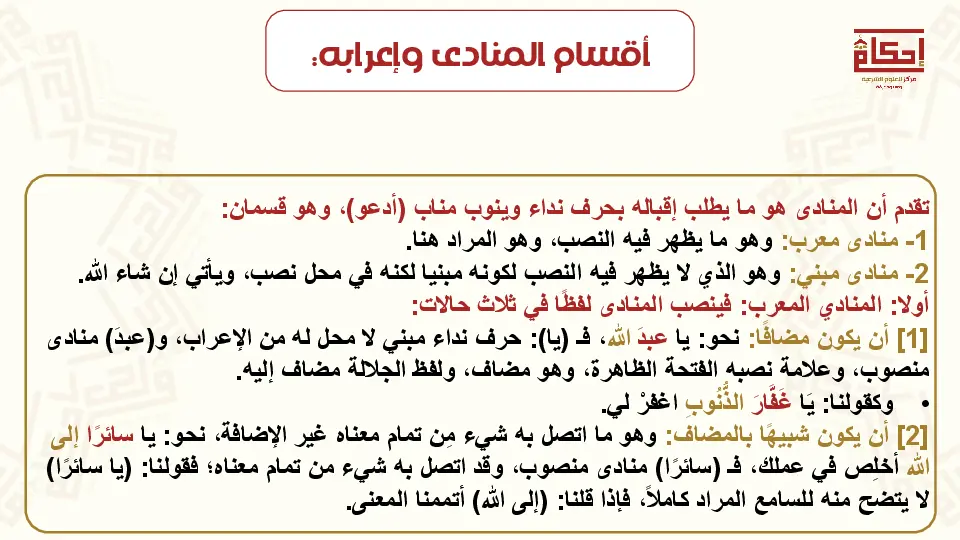 أقسام المنادى وإعرابه:
إحكام
مركز للعلوم الشرعية
تقدم أن المنادى هو ما يطلب إقباله بحرف نداء وينوب مناب (أدعو)، وهو قسمان:
1- منادى معرب: وهو ما يظهر فيه النصب، وهو المراد هنا.
2- منادى مبني: وهو الذي لا يظهر فيه النصب لكونه مبنيا لكنه في محل نصب، ويأتي إن شاء الله.
أولا: المنادي المعرب: فينصب المنادى لفظًا في ثلاث حالات:
[1] أن يكون مضافًا: نحو: يا عبدَ الله، فـ (يا): حرف نداء مبني لا محل له من الإعراب، و(عبدَ) منادى
منصوب، وعلامة نصبه الفتحة الظاهرة، وهو مضاف، ولفظ الجلالة مضاف إليه.
• وكقولنا: يَا غَفَّارَ الذُّنُوبِ اغفرْ لي.
[2] أن يكون شبيهًا بالمضاف: وهو ما اتصل به شيء مِن تمام معناه غير الإضافة، نحو: يا سائرًا إلى
الله أخلِص في عملك، فـ (سائرًا) منادى منصوب، وقد اتصل به شيء من تمام معناه؛ فقولنا: (يا سائرًا)
لا يتضح منه للسامع المراد كاملاً، فإذا قلنا: (إلى الله) أتممنا المعنى.